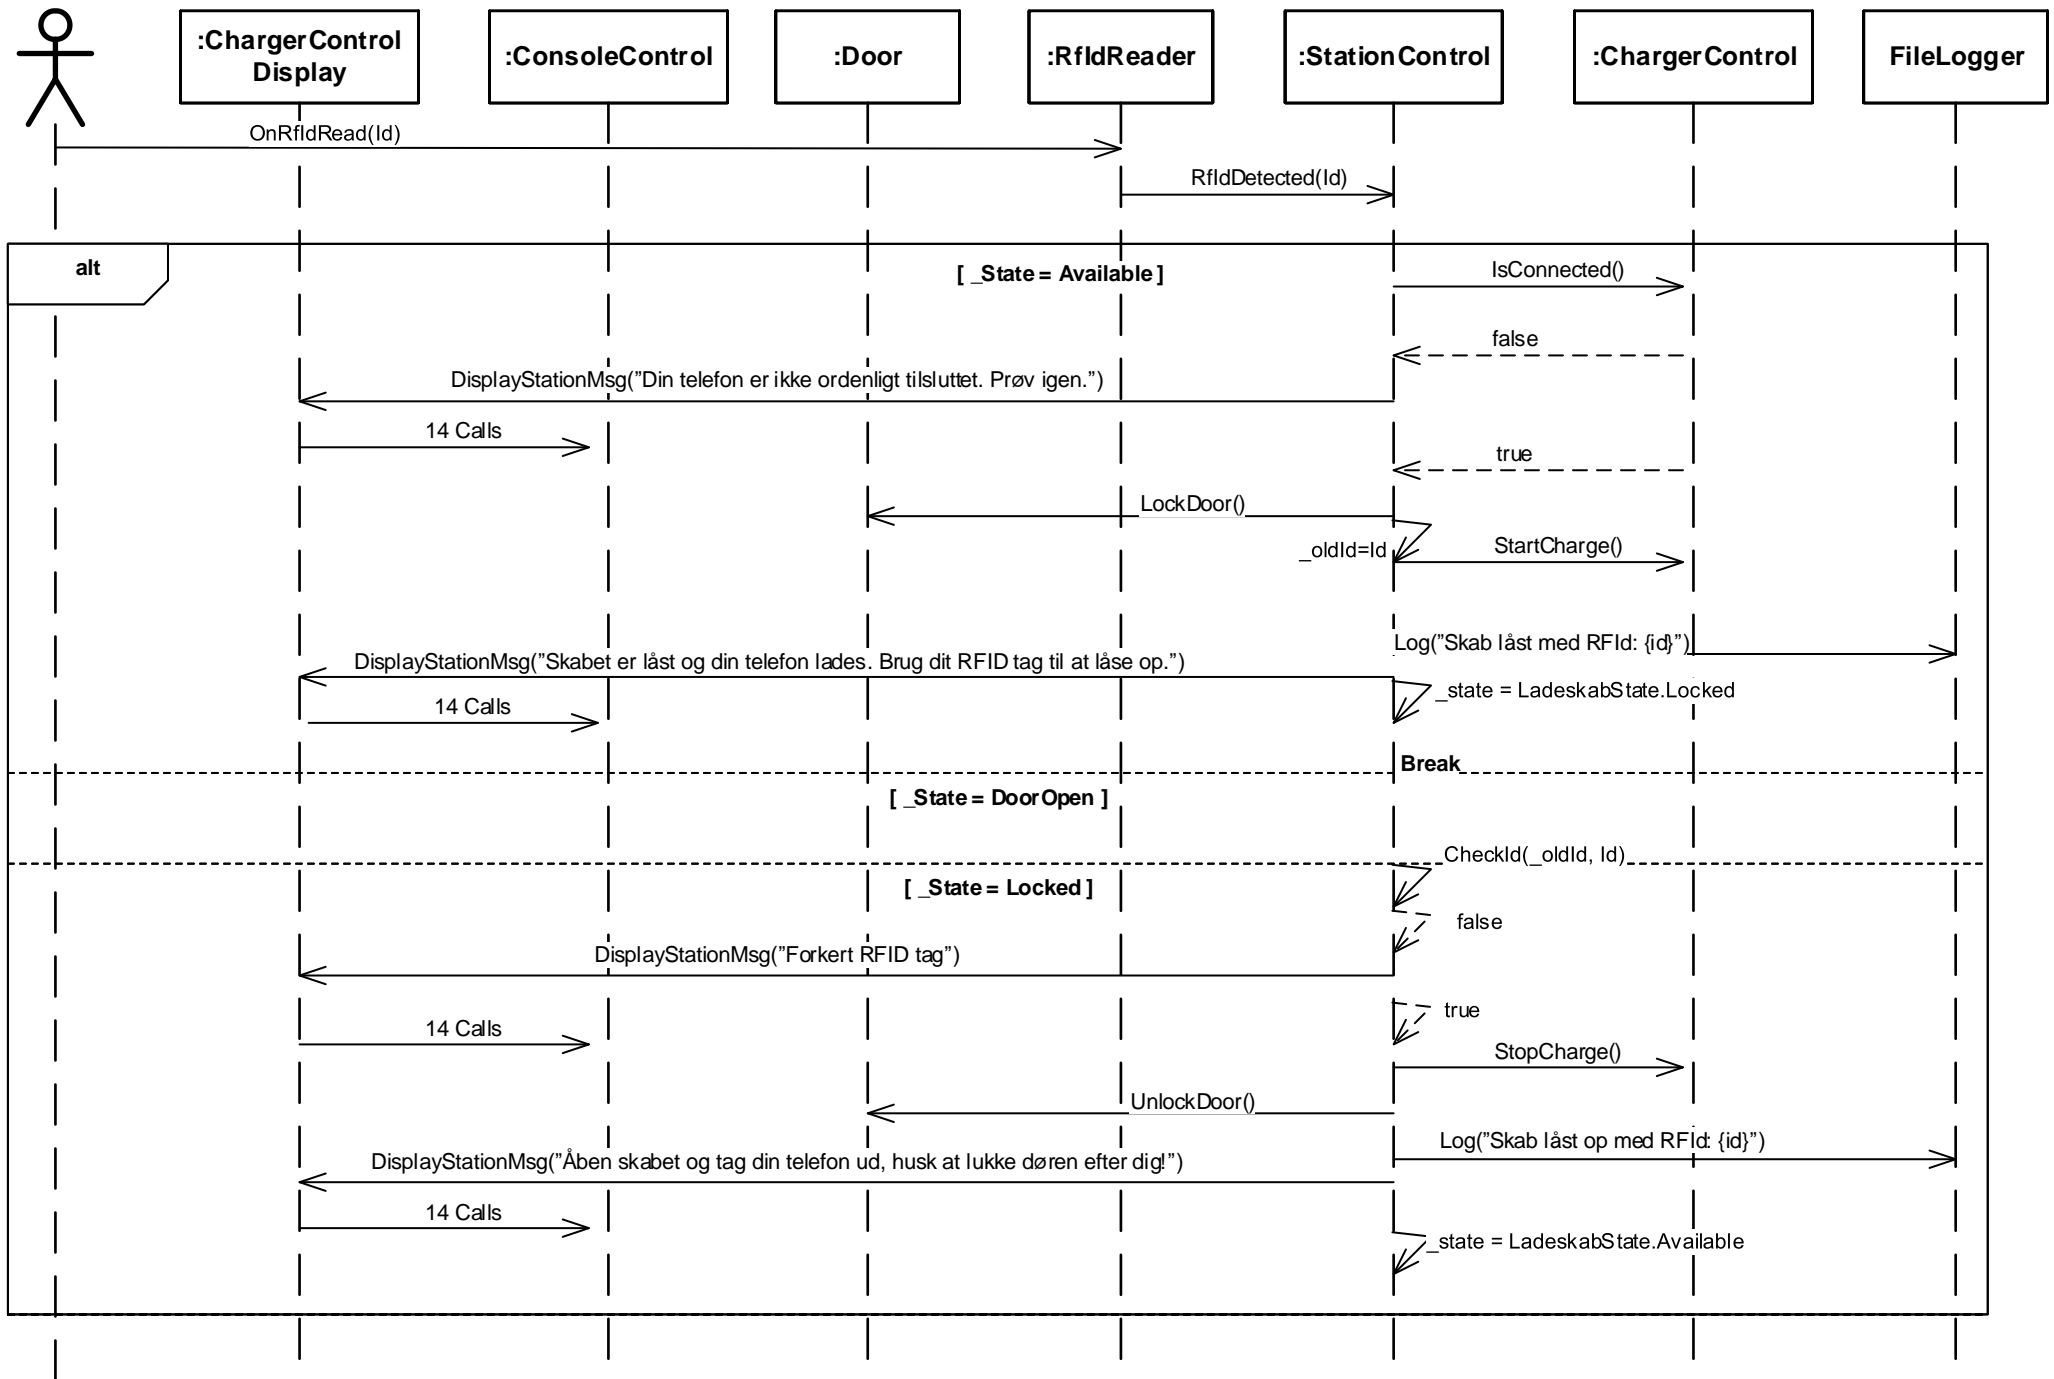 :ChargerControl
Display
:ConsoleControl
:Door
:RfIdReader
:StationControl
:ChargerControl
FileLogger
OnRfIdRead(Id)
RfIdDetected(Id)
alt
[ _State = Available ]
IsConnected()
false
DisplayStationMsg(”Din telefon er ikke ordenligt tilsluttet. Prøv igen.”)
14 Calls
true
LockDoor()
_oldId=Id
StartCharge()
Log(”Skab låst med RFId: {id}”)
DisplayStationMsg(”Skabet er låst og din telefon lades. Brug dit RFID tag til at låse op.”)
_state = LadeskabState.Locked
14 Calls
Break
[ _State = DoorOpen ]
CheckId(_oldId, Id)
[ _State = Locked ]
false
DisplayStationMsg(”Forkert RFID tag”)
true
14 Calls
StopCharge()
UnlockDoor()
Log(”Skab låst op med RFId: {id}”)
DisplayStationMsg(”Åben skabet og tag din telefon ud, husk at lukke døren efter dig!”)
14 Calls
_state = LadeskabState.Available